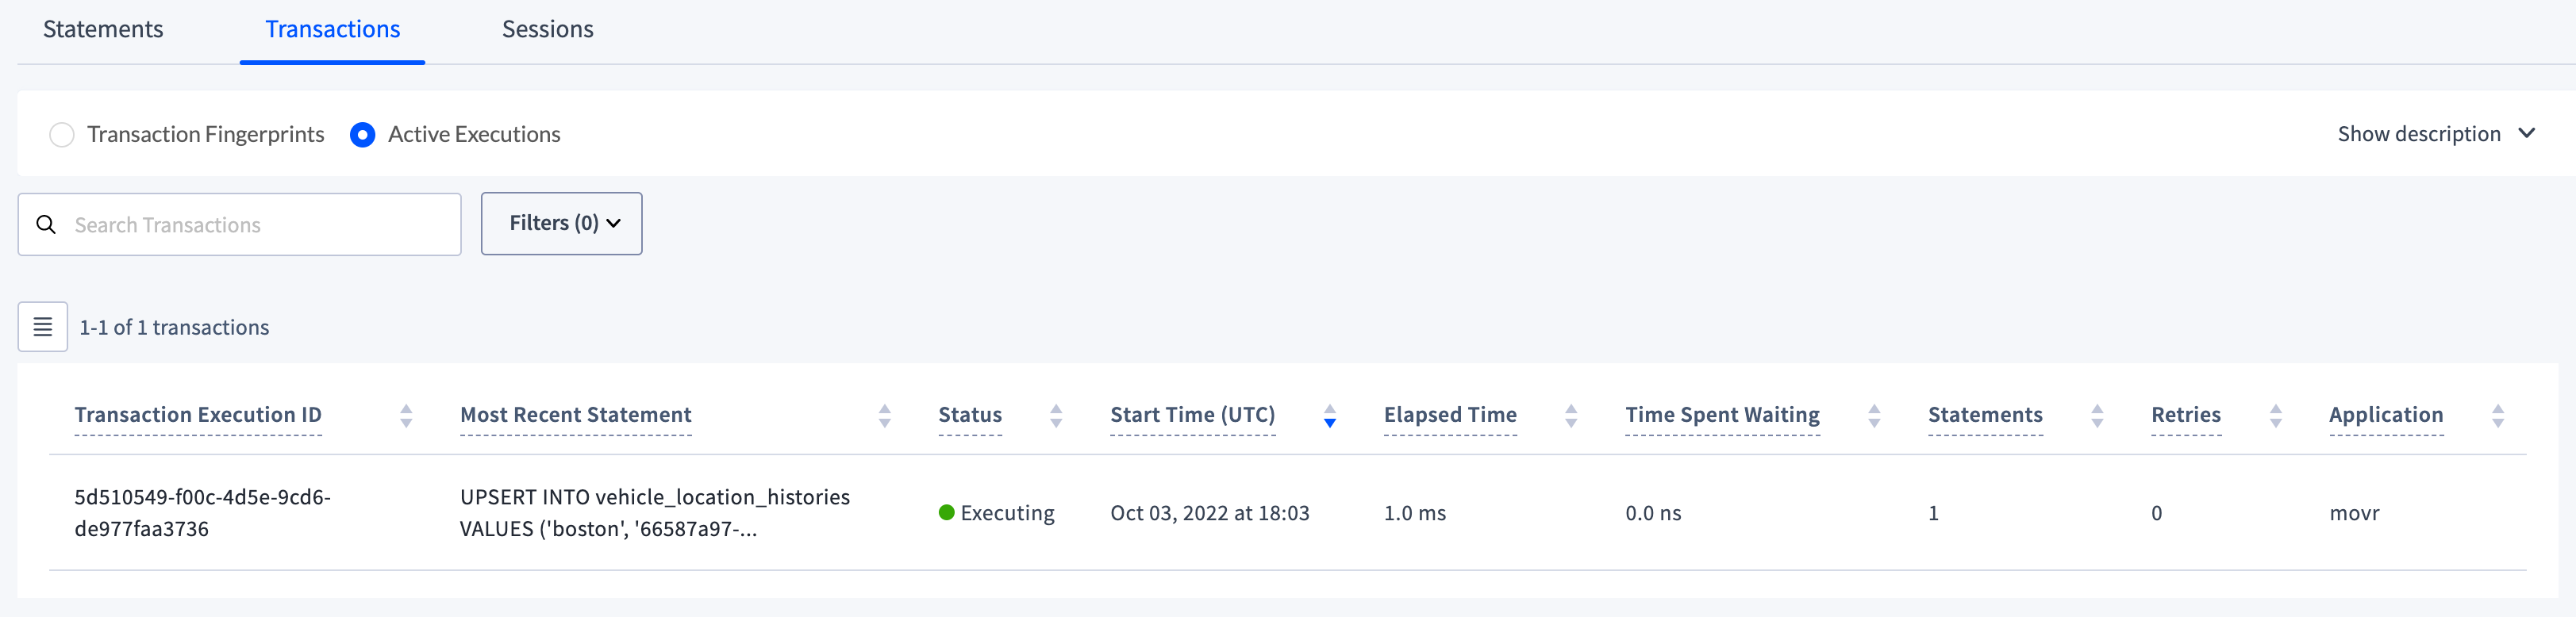 Statements Transactions Sessions
Transaction Fingerprints Active Executions Show description
Search Transactions Filters (0)
1-1 of 1 transactions
Transaction Execution ID Most Recent Statement Status Start Time (UTC) Elapsed Time Time Spent Waiting Statements Retries Application
5d510549-f00c-4d5e-9cd6- UPSERT INTO vehicle_location_histories
Executing Oct 03, 2022 at 18:03 1.0 ms 0.0 ns 1 0 movr
de977faa3736 VALUES ('boston', '66587a97-...